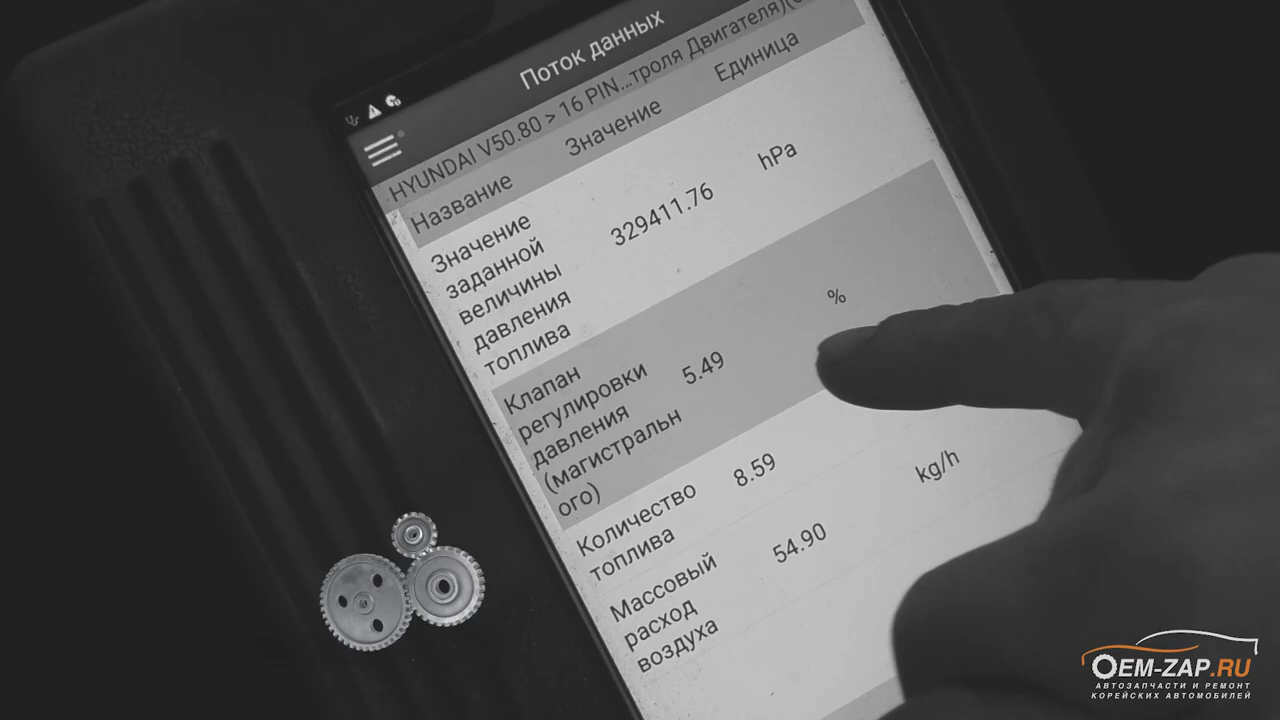 Поток данных
HYUNDAI V50.80 > 16 PIN...троля Двигателя)(
Название Значение Единица
Значение
заданной
величины
давления
топлива
329411.76 hPa
Клапан
регулировки
давления
(магистральн
ого)
5.49 %
Количество
топлива
8.59
Массовый
расход
воздуха
54.90 kg/h
OEM-ZAP.RU
АВТОЗАПЧАСТИ И РЕМОНТ
КОРЕЙСКИХ АВТОМОБИЛЕЙ